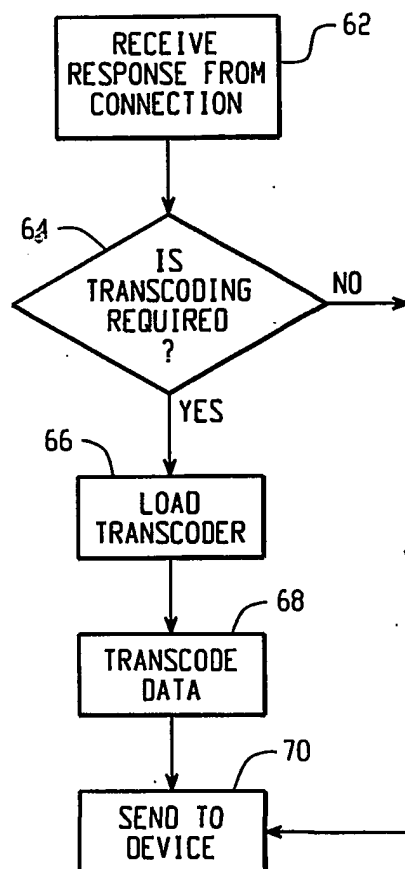 62
RECEIVE
RESPONSE FROM
CONNECTION
64
IS
TRANSCODING
REQUIRED
?
NO
YES
66
LOAD
TRANSCODER
68
TRANSCODE
DATA
70
SEND TO
DEVICE